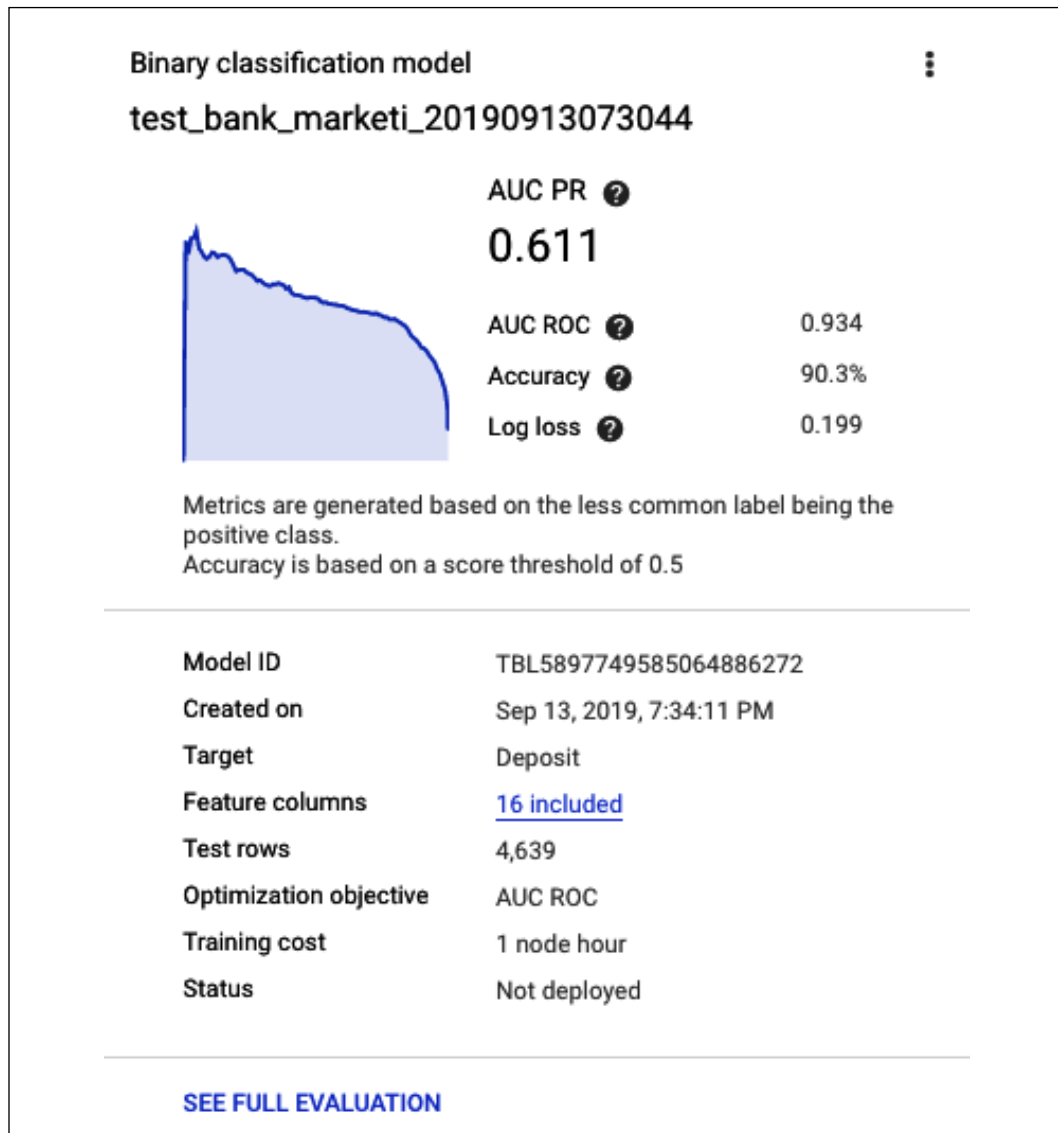 Binary classification model
test_bank_marketi_20190913073044
AUC PR ?
0.611
AUC ROC ? 0.934
Accuracy ? 90.3%
Log loss ? 0.199
Metrics are generated based on the less common label being the
positive class.
Accuracy is based on a score threshold of 0.5
Model ID TBL5897749585064886272
Created on Sep 13, 2019, 7:34:11 PM
Target Deposit
Feature columns 16 included
Test rows 4,639
Optimization objective AUC ROC
Training cost 1 node hour
Status Not deployed
SEE FULL EVALUATION